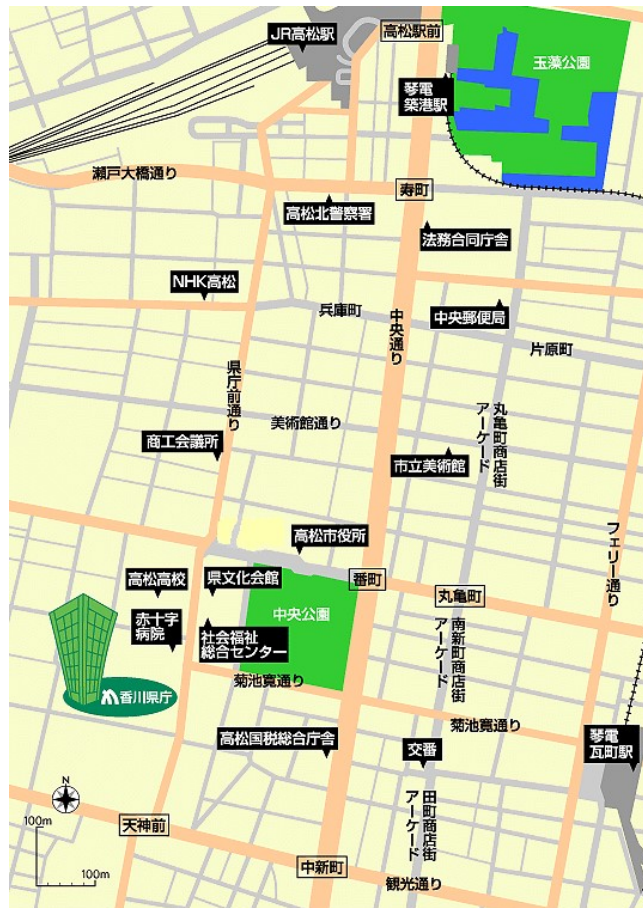 JR高松駅
高松駅前
玉藻公園
琴電
築港駅
瀬戸大橋通り
寿町
高松北警察署
法務合同庁舎
NHK高松
兵庫町
中央通り
中央郵便局
片原町
県庁前通り
美術館通り
丸亀町商店街
アーケード
商工会議所
市立美術館
フェリー通り
高松市役所
高松高校
県文化会館
番町
丸亀町
中央公園
赤十字
病院
社会福祉
総合センター
南新町商店街
アーケード
香川県庁
菊池寛通り
菊池寛通り
高松国税総合庁舎
交番
琴電
瓦町駅
N
100m
100m
天神前
田町商店街
アーケード
中新町
観光通り